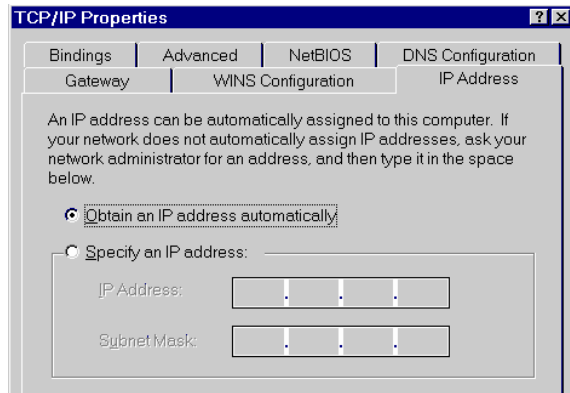 TCP/IP Properties
Bindings Advanced NetBIOS DNS Configuration
Gateway WINS Configuration IP Address
An IP address can be automatically assigned to this computer. If
your network does not automatically assign IP addresses, ask your
network administrator for an address, and then type it in the space
below.
Obtain an IP address automatically
Specify an IP address:
IP Address:
Subnet Mask: